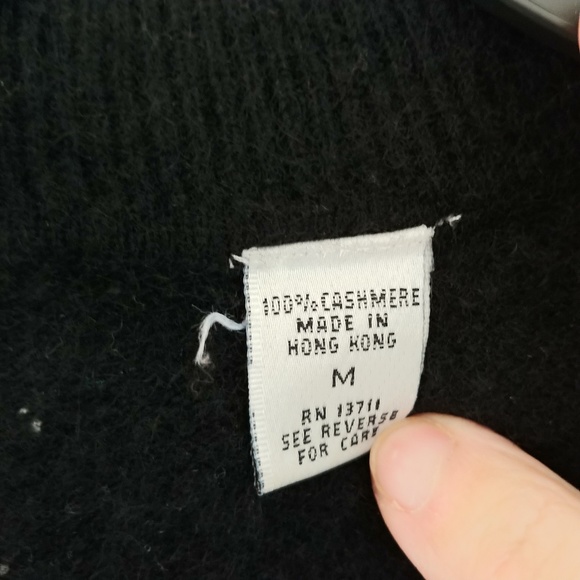 100% CASHMERE
MADE IN
HONG KONG
M
RN 13711
SEE REVERSE
FOR CARE